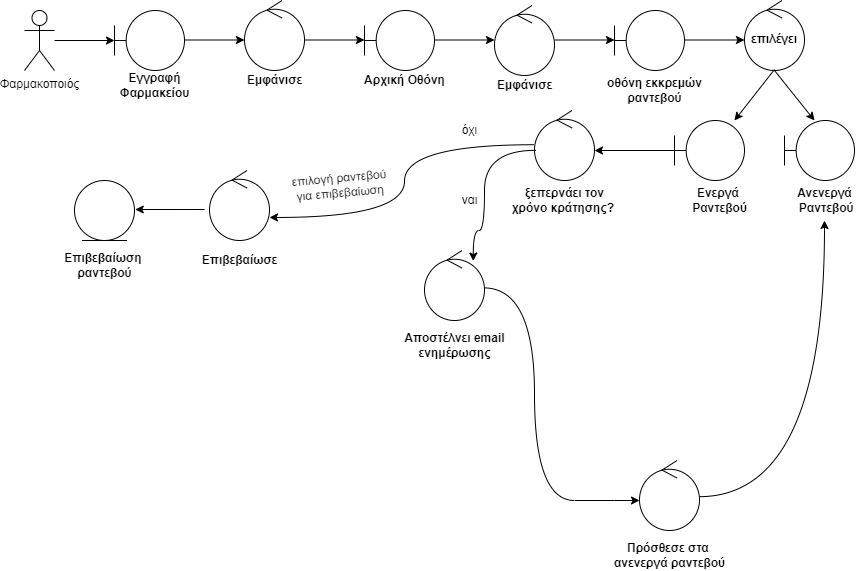 Φαρμακοποιός
Εγγραφή
Φαρμακείου
Εμφάνισε
Αρχική Οθόνη
Εμφάνισε
οθόνη εκκρεμών
ραντεβού
επιλέγει
όχι
ναι
επιλογή ραντεβού
για επιβεβαίωση
ξεπερνάει τον
χρόνο κράτησης?
Ενεργά
Ραντεβού
Ανενεργά
Ραντεβού
Επιβεβαίωση
ραντεβού
Επιβεβαίωσε
Αποστέλνει email
ενημέρωσης
Πρόσθεσε στα
ανενεργά ραντεβού